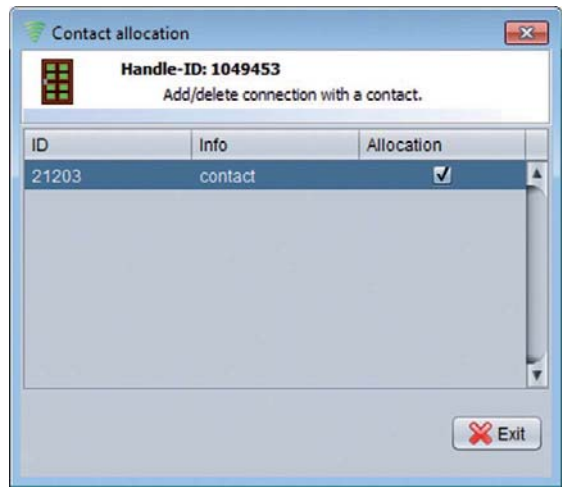 Contact allocation
Handle-ID: 1049453
Add/delete connection with a contact.
ID Info Allocation
21203 contact
Exit